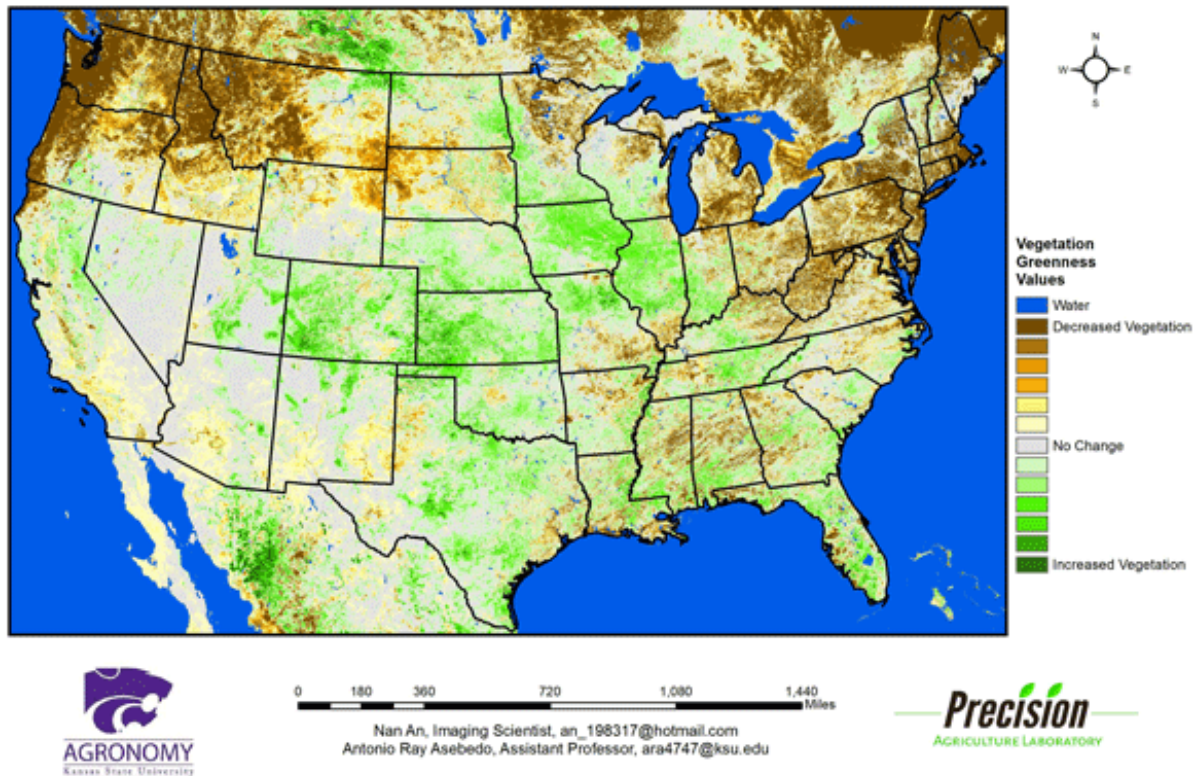 N
W E
S
Vegetation
Greenness
Values
Water
Decreased Vegetation
No Change
Increased Vegetation
0 180 360 720 1,080 1,440
Miles
Nan An, Imaging Scientist, an_198317@hotmail.com
Antonio Ray Asebedo, Assistant Professor, ara4747@ksu.edu
AGRONOMY
Kansas State University
Precision
AGRICULTURE LABORATORY